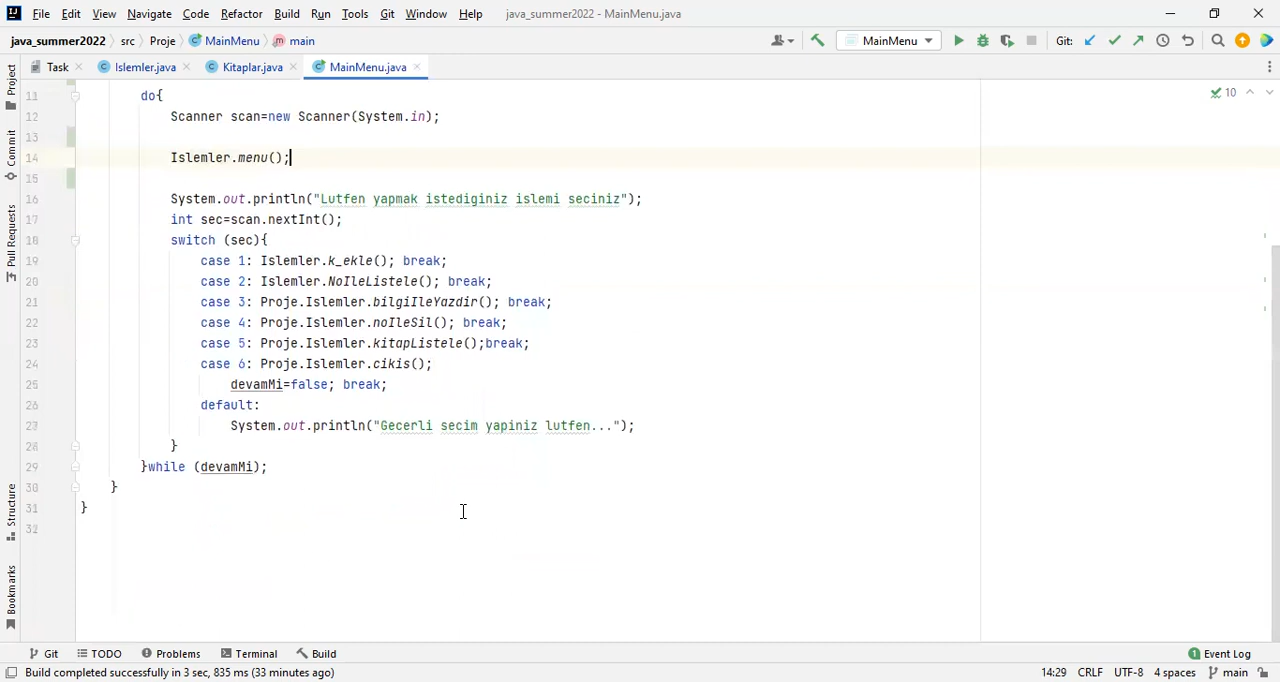 File Edit View Navigate Code Refactor Build Run Tools Git Window Help java_summer2022 - MainMenu.java
java_summer2022 src Proje MainMenu main MainMenu Git:
Task Islemler.java Kitaplar.java MainMenu.java
Project
Commit
Pull Requests
Structure
Bookmarks
10
11 do{
12 Scanner scan=new Scanner(System.in);
13
14 Islemler.menu();
15
16 System.out.println("Lutfen yapmak istediginiz islemi seciniz");
17 int sec=scan.nextInt();
18 switch (sec){
19 case 1: Islemler.k_ekle(); break;
20 case 2: Islemler.NoIleListele(); break;
21 case 3: Proje.Islemler.bilgiIleYazdir(); break;
22 case 4: Proje.Islemler.noIleSil(); break;
23 case 5: Proje.Islemler.kitapListele();break;
24 case 6: Proje.Islemler.cikis();
25 devamMi=false; break;
26 default:
27 System.out.println("Gecerli secim yapiniz lutfen...");
28 }
29 }while (devamMi);
30 }
31 }
32
Git TODO Problems Terminal Build 1 Event Log
Build completed successfully in 3 sec, 835 ms (33 minutes ago) 14:29 CRLF UTF-8 4 spaces main